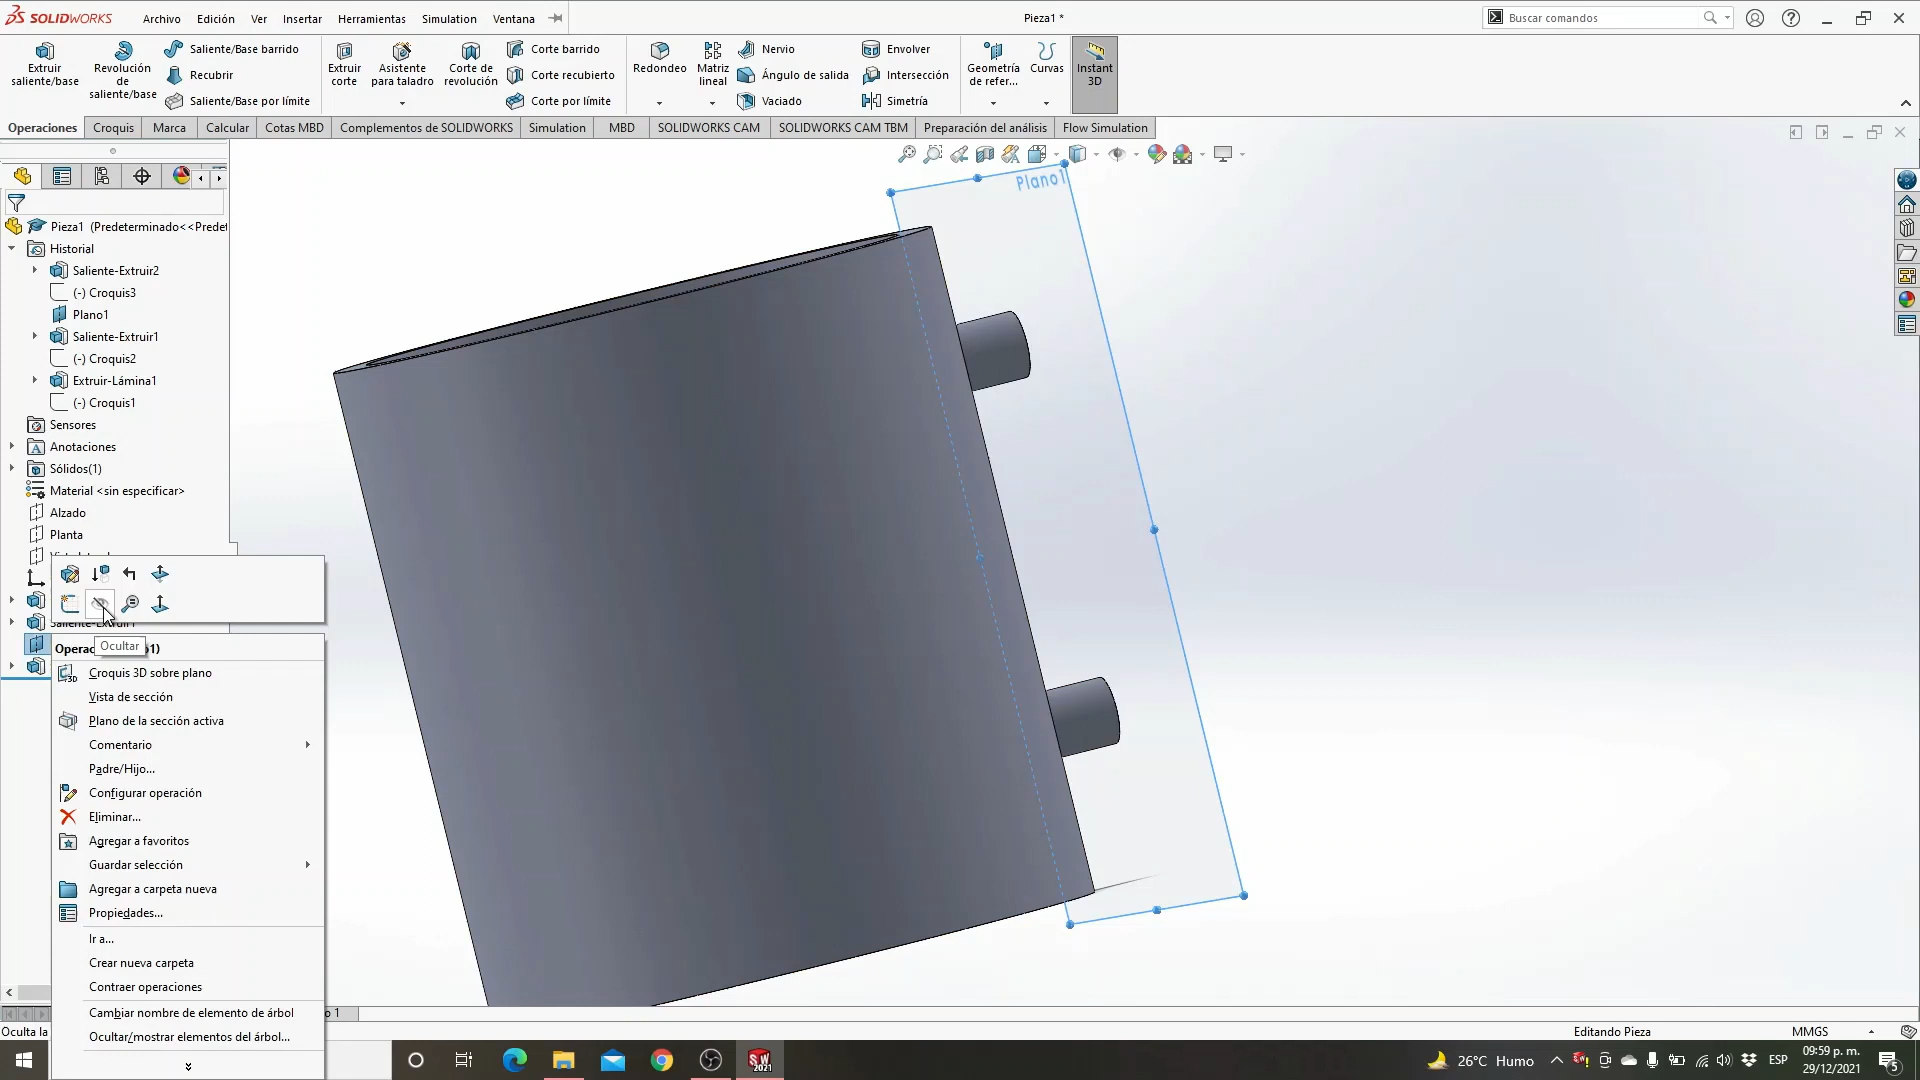 SOLIDWORKS
Archivo
Edición
Ver
Insertar
Herramientas
Simulation
Ventana
Pieza1 *
Buscar comandos
Extruir
saliente/base
Revolución
de
saliente/base
Saliente/Base barrido
Recubrir
Saliente/Base por límite
Extruir
corte
Asistente
para taladro
Corte de
revolución
Corte barrido
Corte recubierto
Corte por límite
Redondeo
Matriz
lineal
Nervio
Ángulo de salida
Vaciado
Envolver
Intersección
Simetría
Geometría
de refer...
Curvas
Instant
3D
Operaciones
Croquis
Marca
Calcular
Cotas MBD
Complementos de SOLIDWORKS
Simulation
MBD
SOLIDWORKS CAM
SOLIDWORKS CAM TBM
Preparación del análisis
Flow Simulation
Plano1
Pieza1 (Predeterminado<<Predet
Historial
Saliente-Extruir2
(-) Croquis3
Plano1
Saliente-Extruir1
(-) Croquis2
Extruir-Lámina1
(-) Croquis1
Sensores
Anotaciones
Sólidos(1)
Material <sin especificar>
Alzado
Planta
Saliente-Extruir1
Ocultar
Croquis 3D sobre plano
Vista de sección
Plano de la sección activa
Comentario
Padre/Hijo...
Configurar operación
Eliminar...
Agregar a favoritos
Guardar selección
Agregar a carpeta nueva
Propiedades...
Ir a...
Crear nueva carpeta
Contraer operaciones
Cambiar nombre de elemento de árbol
Ocultar/mostrar elementos del árbol...
Oculta la
Editando Pieza
MMGS
SW
2021
26°C Humo
ESP
09:59 p. m.
29/12/2021
5